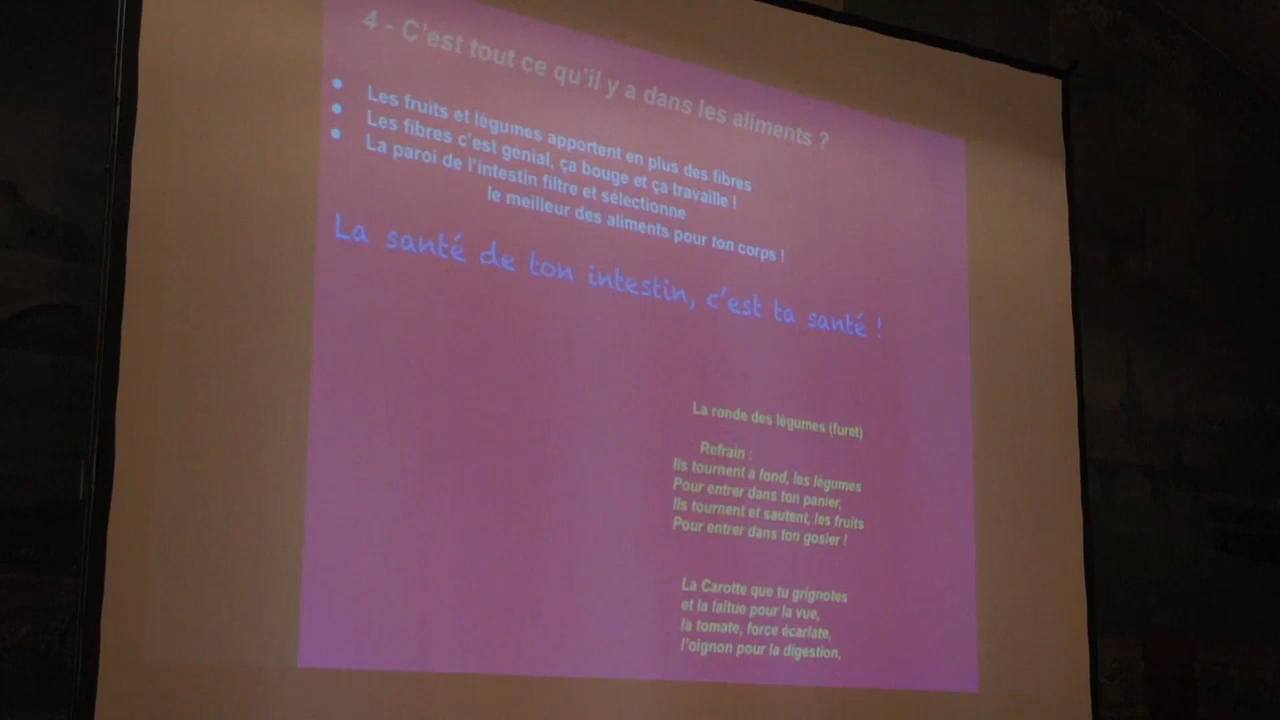 4 - C'est tout ce qu'il y a dans les aliments ?
● Les fruits et légumes apportent en plus des fibres
● Les fibres c'est génial, ça bouge et ça travaille !
● La paroi de l'intestin filtre et sélectionne
le meilleur des aliments pour ton corps !
La santé de ton intestin, c'est ta santé !
La ronde des légumes (furet)
Refrain :
Ils tournent à fond, les légumes
Pour entrer dans ton panier,
Ils tournent et sautent, les fruits
Pour entrer dans ton gosier !
La Carotte que tu grignotes
et la laitue pour la vue,
la tomate, force écarlate,
l'oignon pour la digestion,